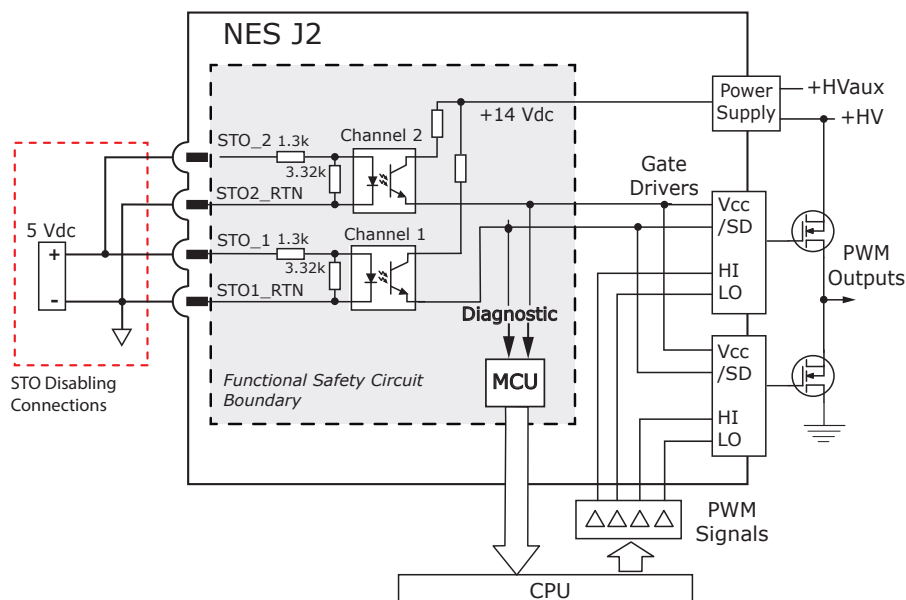 NES J2
Power
Supply
+HVaux
+HV
+14 Vdc
STO_2
1.3k
3.32k
Channel 2
STO2_RTN
5 Vdc
+
-
STO_1
1.3k
3.32k
Channel 1
STO1_RTN
STO Disabling
Connections
Functional Safety Circuit
Boundary
Diagnostic
MCU
Gate
Drivers
Vcc
/SD
HI
LO
Vcc
/SD
HI
LO
PWM
Outputs
PWM
Signals
CPU